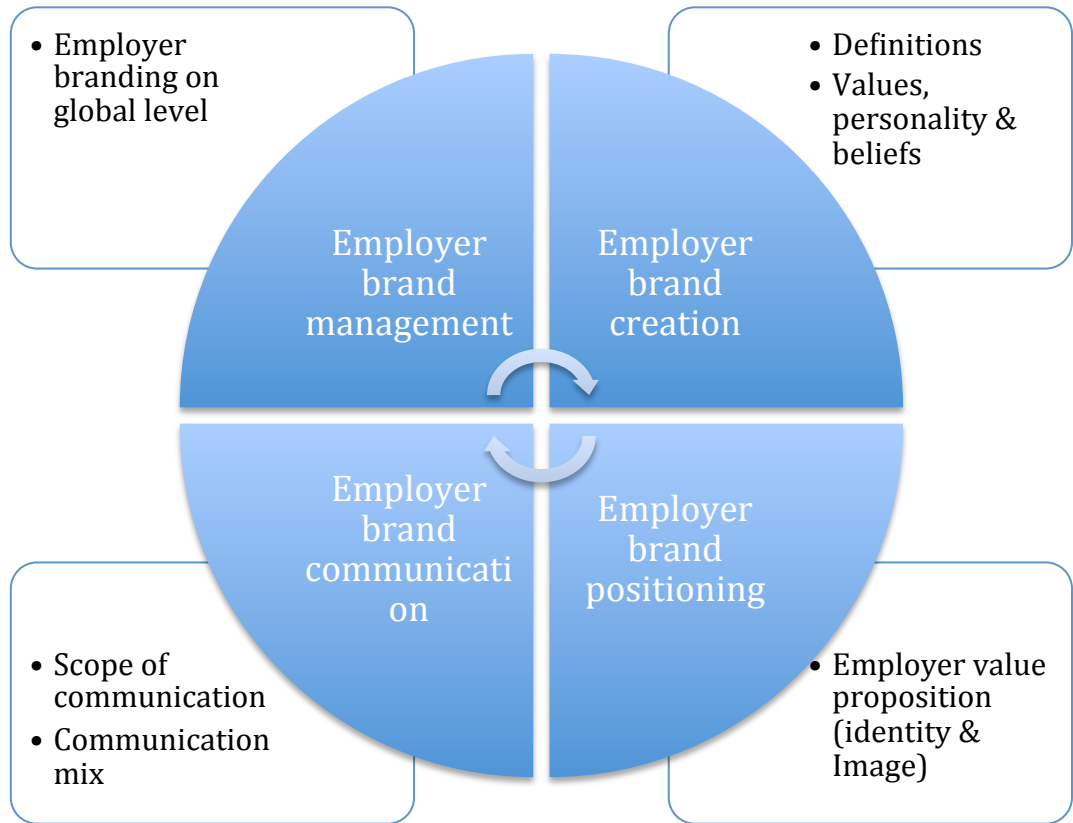 • Employer
branding on
global level
• Definitions
• Values,
personality &
beliefs
Employer
brand
management
Employer
brand
creation
Employer
brand
communicati
on
Employer
brand
positioning
• Scope of
communication
• Communication
mix
• Employer value
proposition
(identity &
Image)